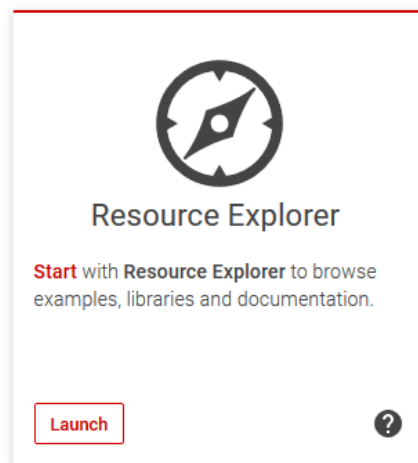 Resource Explorer
Start with Resource Explorer to browse
examples, libraries and documentation.
Launch
?